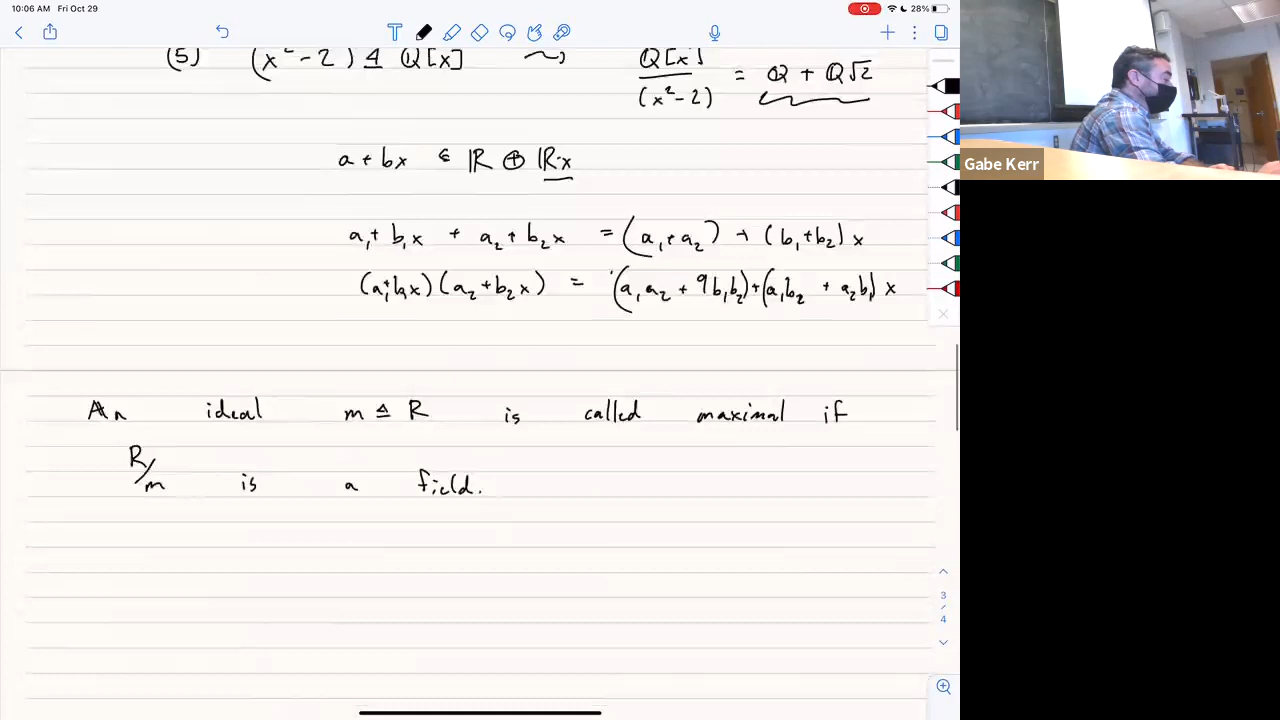 10:06 AM Fri Oct 29 28%
(5) (x² - 2) ⊴ Q[x] ⇝ Q[x] / (x² - 2) = Q + Q√2
a + bx ∈ ℝ ⊕ ℝ·x
a₁ + b₁x + a₂ + b₂x = (a₁ + a₂) + (b₁ + b₂) x
(a₁ + b₁x)(a₂ + b₂x) = (a₁a₂ + 9b₁b₂) + (a₁b₂ + a₂b₁) x
An ideal m ⊴ R is called maximal if
R/m is a field.
3
/
4
Gabe Kerr